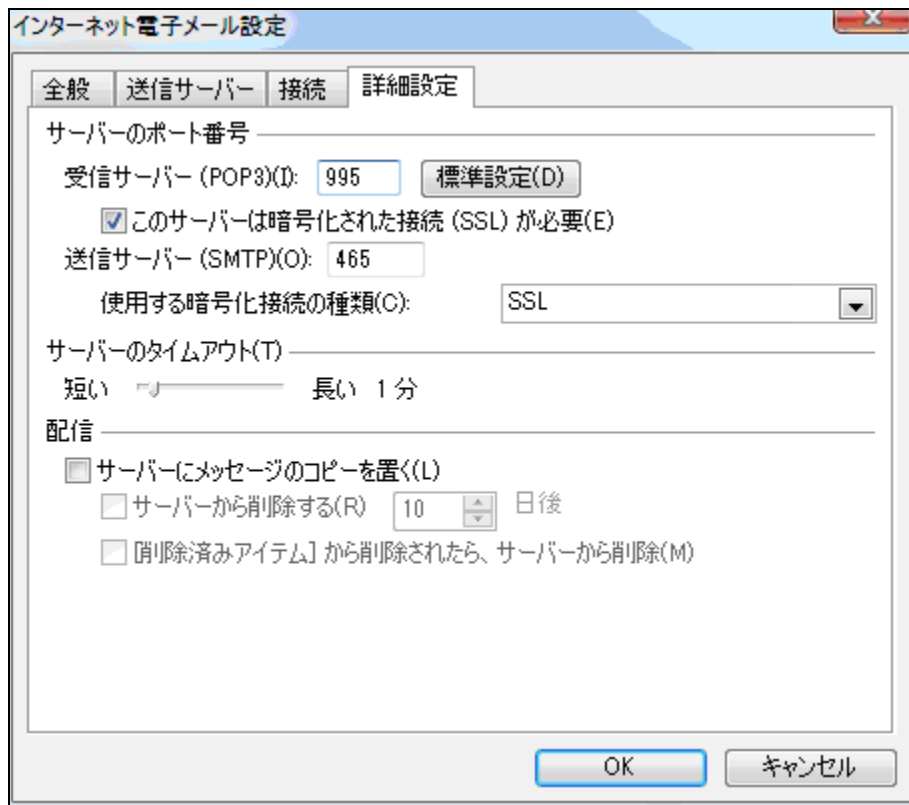 インターネット電子メール設定
全般 送信サーバー 接続 詳細設定
サーバーのポート番号
受信サーバー (POP3)(I): 995 標準設定(D)
このサーバーは暗号化された接続 (SSL) が必要(E)
送信サーバー (SMTP)(O): 465
使用する暗号化接続の種類(C): SSL
サーバーのタイムアウト(T)
短い 長い 1 分
配信
サーバーにメッセージのコピーを置く(L)
サーバーから削除する(R) 10 日後
[削除済みアイテム] から削除されたら、サーバーから削除(M)
OK キャンセル